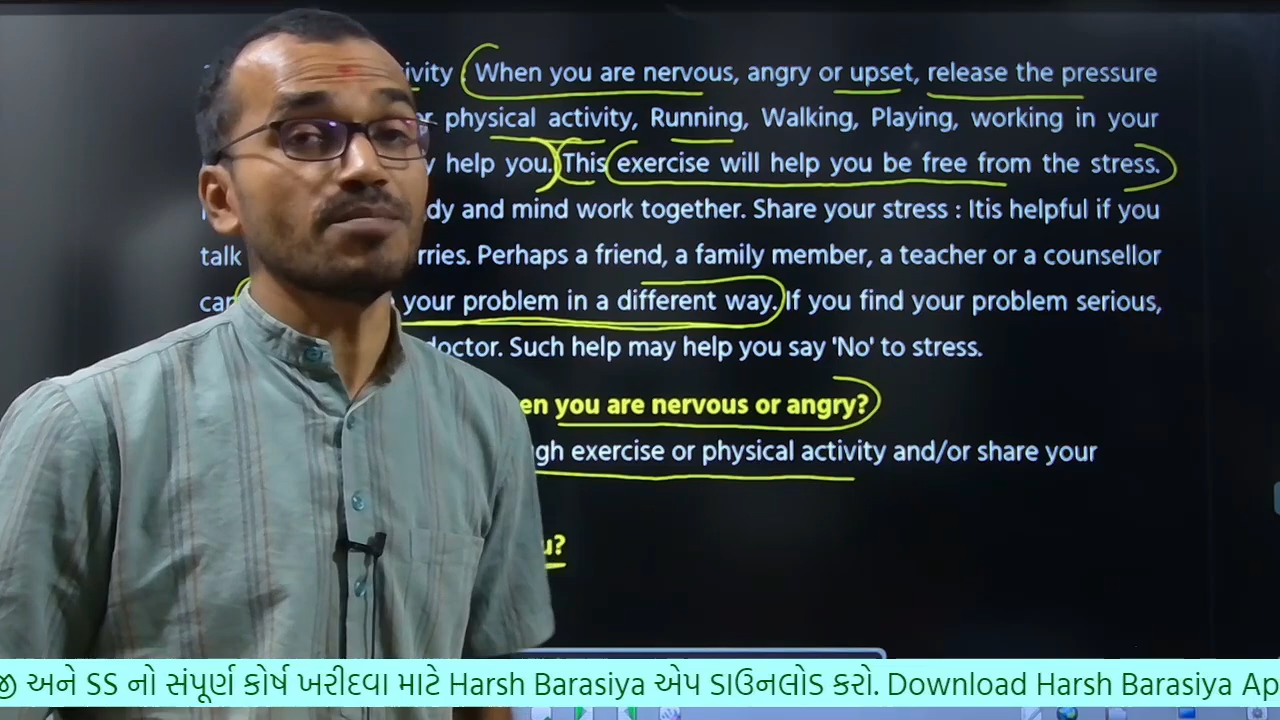 ivity When you are nervous, angry or upset, release the pressure
physical activity, Running, Walking, Playing, working in your
help you. This exercise will help you be free from the stress.
dy and mind work together. Share your stress : Itis helpful if you
talk rries. Perhaps a friend, a family member, a teacher or a counsellor
your problem in a different way. If you find your problem serious,
doctor. Such help may help you say 'No' to stress.
en you are nervous or angry?
gh exercise or physical activity and/or share your
u?
અને SS નો સંપૂર્ણ કોર્ષ ખરીદવા માટે Harsh Barasiya એપ ડાઉનલોડ કરો. Download Harsh Barasiya Ap